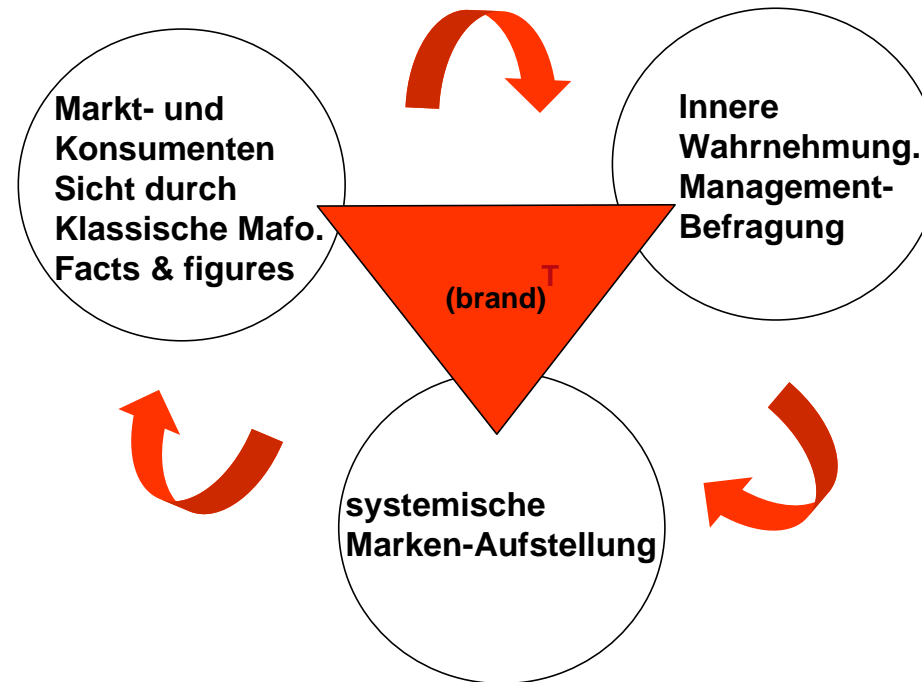 Markt- und
Konsumenten
Sicht durch
Klassische Mafo.
Facts & figures
Innere
Wahrnehmung.
Management-
Befragung
(brand)T
systemische
Marken-Aufstellung